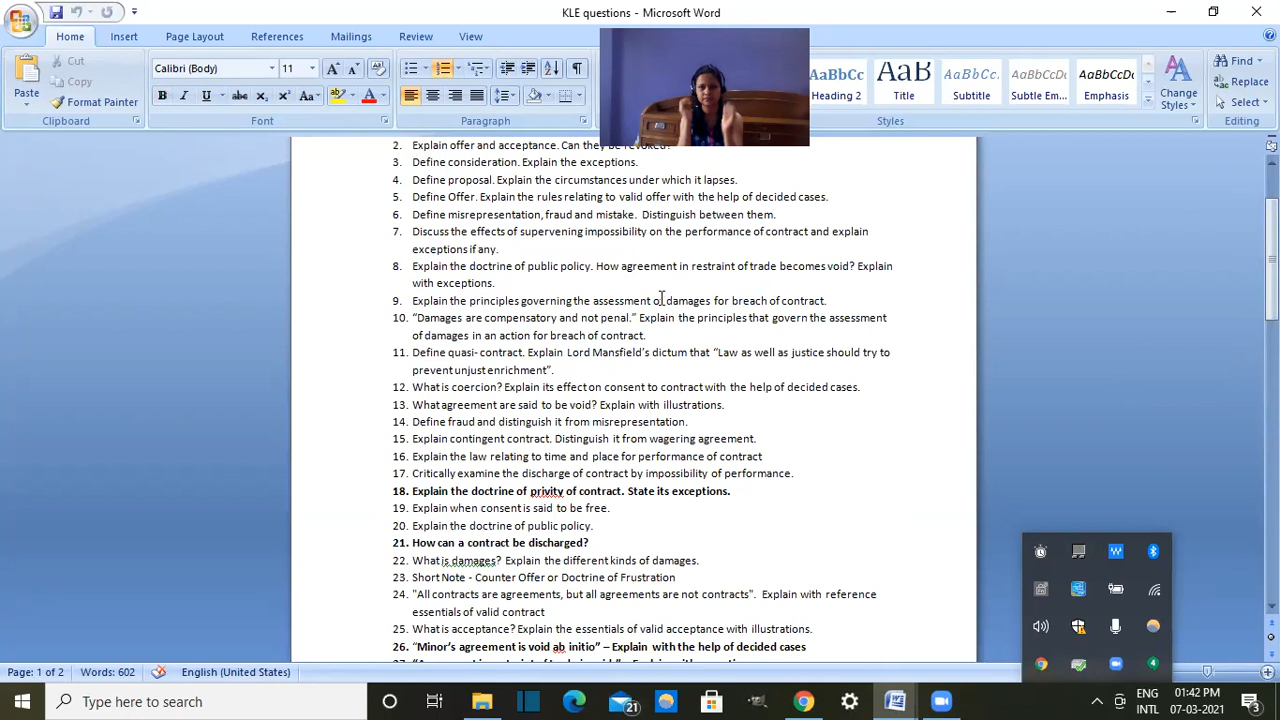 KLE questions - Microsoft Word
Home Insert Page Layout References Mailings Review View
Cut
Copy
Format Painter
Paste
Clipboard
Calibri (Body) 11
Font
Paragraph
AaBbCc AaB AaBbCc AaBbCc AaBbCc
Heading 2 Title Subtitle Subtle Em... Emphasis
Change Styles
Styles
Find
Replace
Select
Editing
2. Explain offer and acceptance. Can they be revoked?
3. Define consideration. Explain the exceptions.
4. Define proposal. Explain the circumstances under which it lapses.
5. Define Offer. Explain the rules relating to valid offer with the help of decided cases.
6. Define misrepresentation, fraud and mistake. Distinguish between them.
7. Discuss the effects of supervening impossibility on the performance of contract and explain
exceptions if any.
8. Explain the doctrine of public policy. How agreement in restraint of trade becomes void? Explain
with exceptions.
9. Explain the principles governing the assessment of damages for breach of contract.
10. “Damages are compensatory and not penal.” Explain the principles that govern the assessment
of damages in an action for breach of contract.
11. Define quasi- contract. Explain Lord Mansfield’s dictum that “Law as well as justice should try to
prevent unjust enrichment”.
12. What is coercion? Explain its effect on consent to contract with the help of decided cases.
13. What agreement are said to be void? Explain with illustrations.
14. Define fraud and distinguish it from misrepresentation.
15. Explain contingent contract. Distinguish it from wagering agreement.
16. Explain the law relating to time and place for performance of contract
17. Critically examine the discharge of contract by impossibility of performance.
18. Explain the doctrine of privity of contract. State its exceptions.
19. Explain when consent is said to be free.
20. Explain the doctrine of public policy.
21. How can a contract be discharged?
22. What is damages? Explain the different kinds of damages.
23. Short Note - Counter Offer or Doctrine of Frustration
24. "All contracts are agreements, but all agreements are not contracts". Explain with reference
essentials of valid contract
25. What is acceptance? Explain the essentials of valid acceptance with illustrations.
26. “Minor’s agreement is void ab initio” – Explain with the help of decided cases
Page: 1 of 2 Words: 602 English (United States)
Type here to search
21
ENG
INTL
01:42 PM
07-03-2021
3